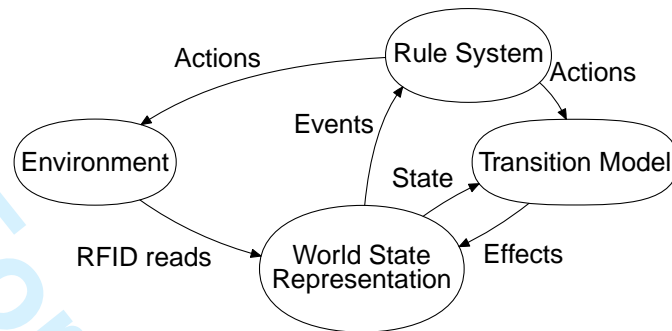 Rule System
Actions
Actions
Events
Environment
Transition Model
State
RFID reads
World State
Representation
Effects